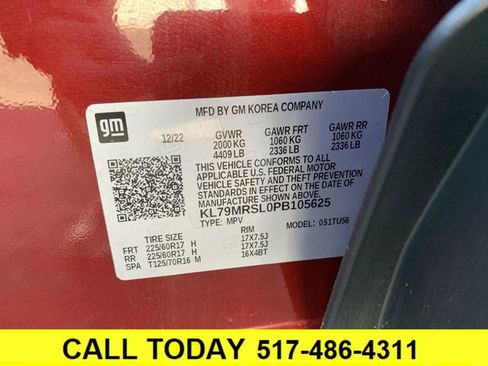 gm
MFD BY GM KOREA COMPANY
12/22 GVWR GAWR FRT GAWR RR
2000 KG 1060 KG 1060 KG
4409 LB 2336 LB 2336 LB
THIS VEHICLE CONFORMS TO ALL
APPLICABLE U.S. FEDERAL MOTOR
VEHICLE SAFETY AND THEFT
PREVENTION STANDARDS IN EFFECT ON
THE DATE OF MANUFACTURE SHOWN ABOVE.
KL79MRSL0PB105625
TYPE: MPV MODEL: 051TU56
TIRE SIZE RIM
FRT 225/60R17 H 17X7.5J
RR 225/60R17 H 17X7.5J
SPA T125/70R16 M 16X4BT
CALL TODAY 517-486-4311